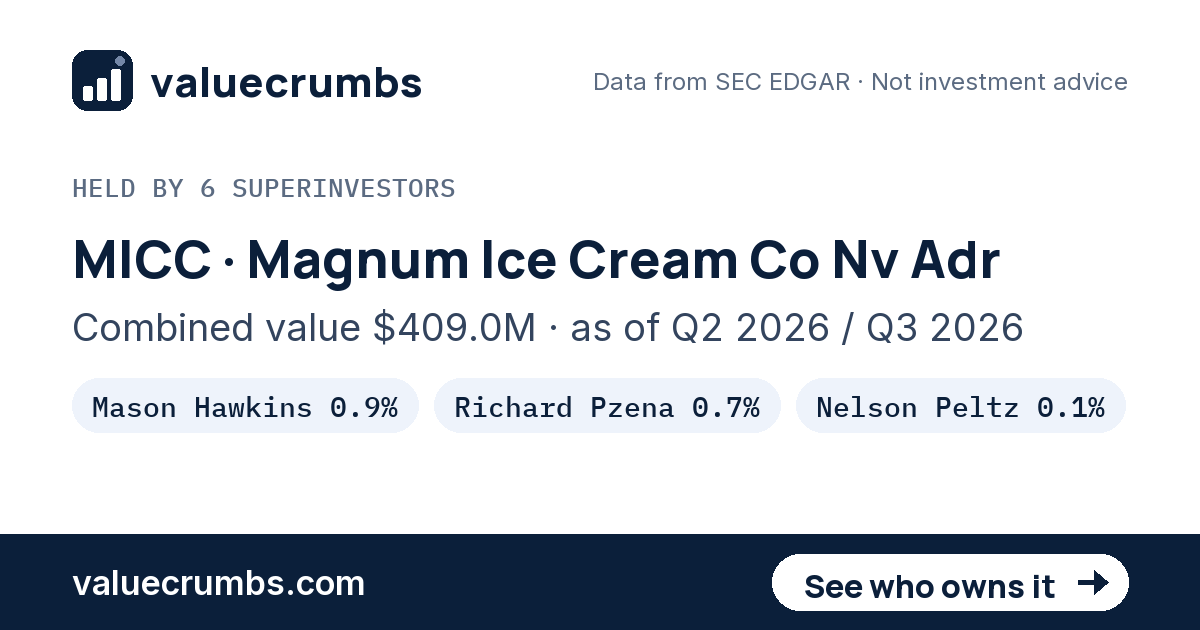 valuecrumbs
Data from SEC EDGAR · Not investment advice
HELD BY 6 SUPERINVESTORS
MICC · Magnum Ice Cream Co Nv Adr
Combined value $409.0M · as of Q2 2026 / Q3 2026
Mason Hawkins 0.9%
Richard Pzena 0.7%
Nelson Peltz 0.1%
valuecrumbs.com
See who owns it →